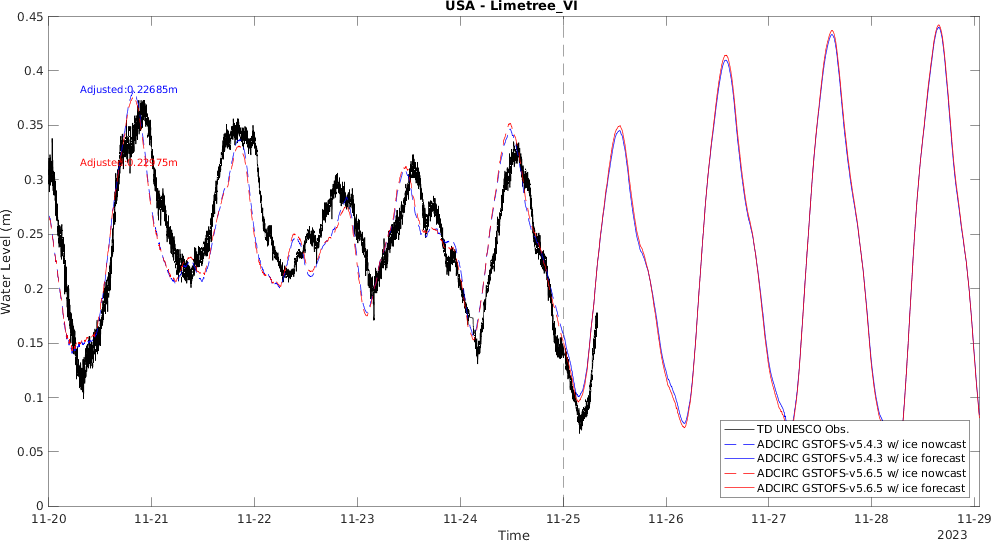 USA - Limetree_VI
Water Level (m)
0.45
0.4
0.35
0.3
0.25
0.2
0.15
0.1
0.05
0
Adjusted:0.22685m
Adjusted:0.22975m
TD UNESCO Obs.
ADCIRC GSTOFS-v5.4.3 w/ ice nowcast
ADCIRC GSTOFS-v5.4.3 w/ ice forecast
ADCIRC GSTOFS-v5.6.5 w/ ice nowcast
ADCIRC GSTOFS-v5.6.5 w/ ice forecast
11-20 11-21 11-22 11-23 11-24 11-25 11-26 11-27 11-28 11-29
Time
2023